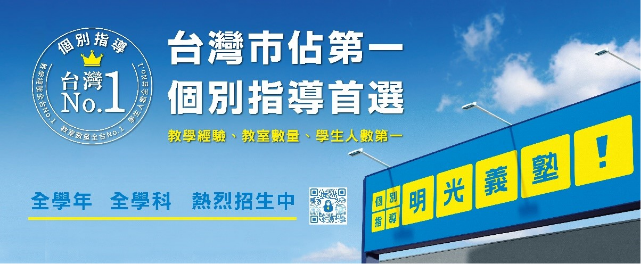 個別指導
台灣
No.1
台灣市佔第一
個別指導首選
教學經驗、教室數量、學生人數第一
全學年 全學科 熱烈招生中
個別
指導
明光義塾!